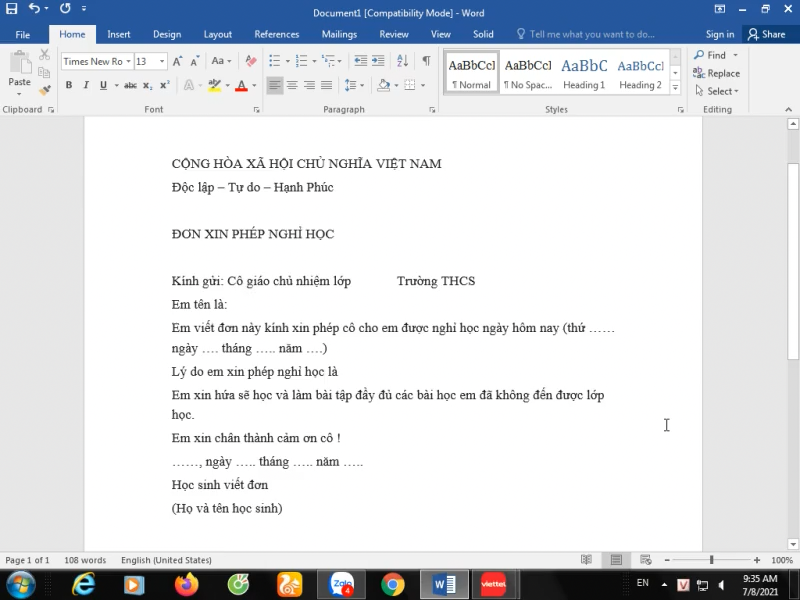 Document1 [Compatibility Mode] - Word
File Home Insert Design Layout References Mailings Review View Solid Tell me what you want to do... Sign in Share
Times New Ro 13 Aa
Find
Paste
Replace
B I U abc x₂ x² A aby A
AaBbCcI AaBbCcI AaBbC AaBbCcI
¶ Normal ¶ No Spac... Heading 1 Heading 2
Select
Clipboard Font Paragraph Styles Editing
CỘNG HÒA XÃ HỘI CHỦ NGHĨA VIỆT NAM
Độc lập – Tự do – Hạnh Phúc
ĐƠN XIN PHÉP NGHỈ HỌC
Kính gửi: Cô giáo chủ nhiệm lớp Trường THCS
Em tên là:
Em viết đơn này kính xin phép cô cho em được nghỉ học ngày hôm nay (thứ ……
ngày …. tháng ….. năm ….)
Lý do em xin phép nghỉ học là
Em xin hứa sẽ học và làm bài tập đầy đủ các bài học em đã không đến được lớp
học.
Em xin chân thành cảm ơn cô !
……, ngày ….. tháng ….. năm …..
Học sinh viết đơn
(Họ và tên học sinh)
Page 1 of 1 108 words English (United States) 100%
Zalo 4 viettel EN V 9:35 AM
7/8/2021